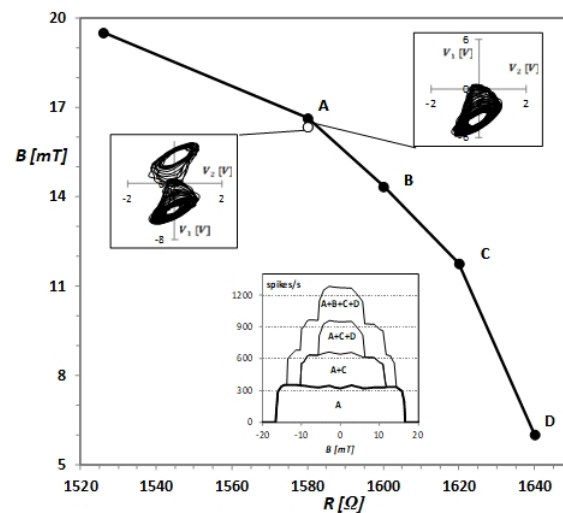 20
6
V₁ [V]
V₂ [V]
-2
2
17
A
B [mT]
V₂ [V]
-2 2
V₁ [V]
-8
14
B
C
11
spikes/s
1200
A+B+C+D
900
A+C+D
600
A+C
300
A
0
-20 -10 0 10 20
B [mT]
8
D
5
1520 1540 1560 1580 1600 1620 1640
R [Ω]